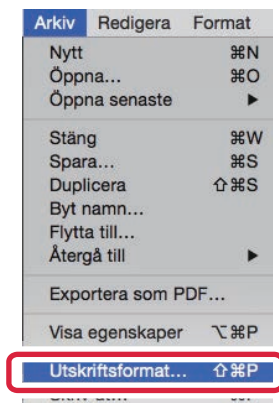 Arkiv Redigera Format
Nytt ⌘N
Öppna... ⌘O
Öppna senaste ▶
Stäng ⌘W
Spara... ⌘S
Duplicera ⇧⌘S
Byt namn...
Flytta till...
Återgå till ▶
Exportera som PDF...
Visa egenskaper ⌥⌘P
Utskriftsformat... ⇧⌘P